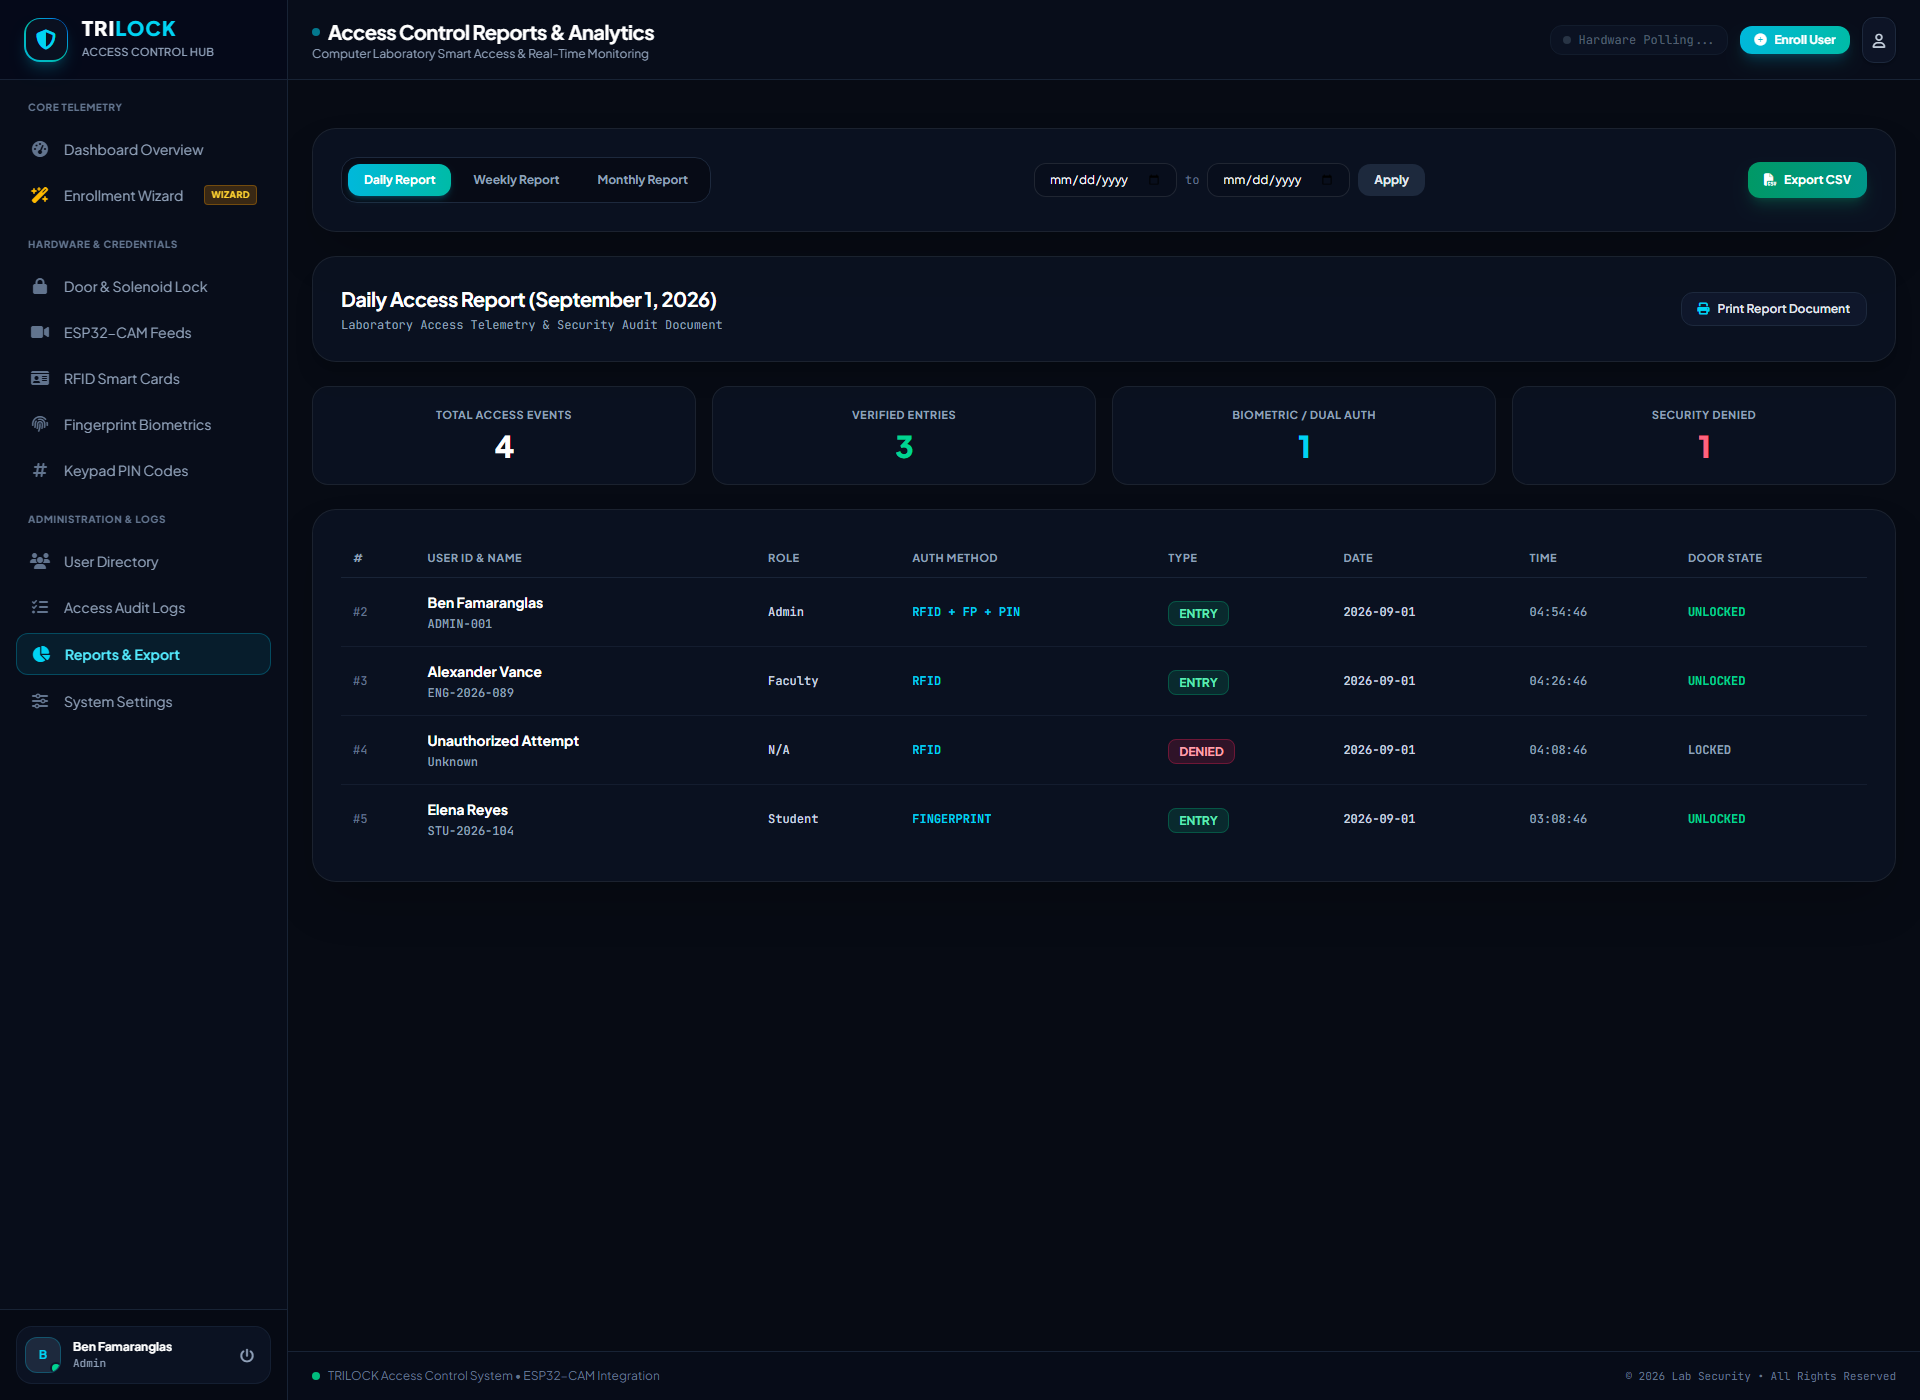 TRILOCK
ACCESS CONTROL HUB
CORE TELEMETRY
Dashboard Overview
Enrollment Wizard WIZARD
HARDWARE & CREDENTIALS
Door & Solenoid Lock
ESP32-CAM Feeds
RFID Smart Cards
Fingerprint Biometrics
Keypad PIN Codes
ADMINISTRATION & LOGS
User Directory
Access Audit Logs
Reports & Export
System Settings
B
Ben Famaranglas
Admin
Access Control Reports & Analytics
Computer Laboratory Smart Access & Real-Time Monitoring
Hardware Polling...
Enroll User
Daily Report Weekly Report Monthly Report
mm/dd/yyyy to mm/dd/yyyy Apply
Export CSV
Daily Access Report (September 1, 2026)
Laboratory Access Telemetry & Security Audit Document
Print Report Document
TOTAL ACCESS EVENTS
4
VERIFIED ENTRIES
3
BIOMETRIC / DUAL AUTH
1
SECURITY DENIED
1
# USER ID & NAME ROLE AUTH METHOD TYPE DATE TIME DOOR STATE
#2 Ben Famaranglas Admin RFID + FP + PIN ENTRY 2026-09-01 04:54:46 UNLOCKED
ADMIN-001
#3 Alexander Vance Faculty RFID ENTRY 2026-09-01 04:26:46 UNLOCKED
ENG-2026-089
#4 Unauthorized Attempt N/A RFID DENIED 2026-09-01 04:08:46 LOCKED
Unknown
#5 Elena Reyes Student FINGERPRINT ENTRY 2026-09-01 03:08:46 UNLOCKED
STU-2026-104
TRILOCK Access Control System • ESP32-CAM Integration
© 2026 Lab Security • All Rights Reserved